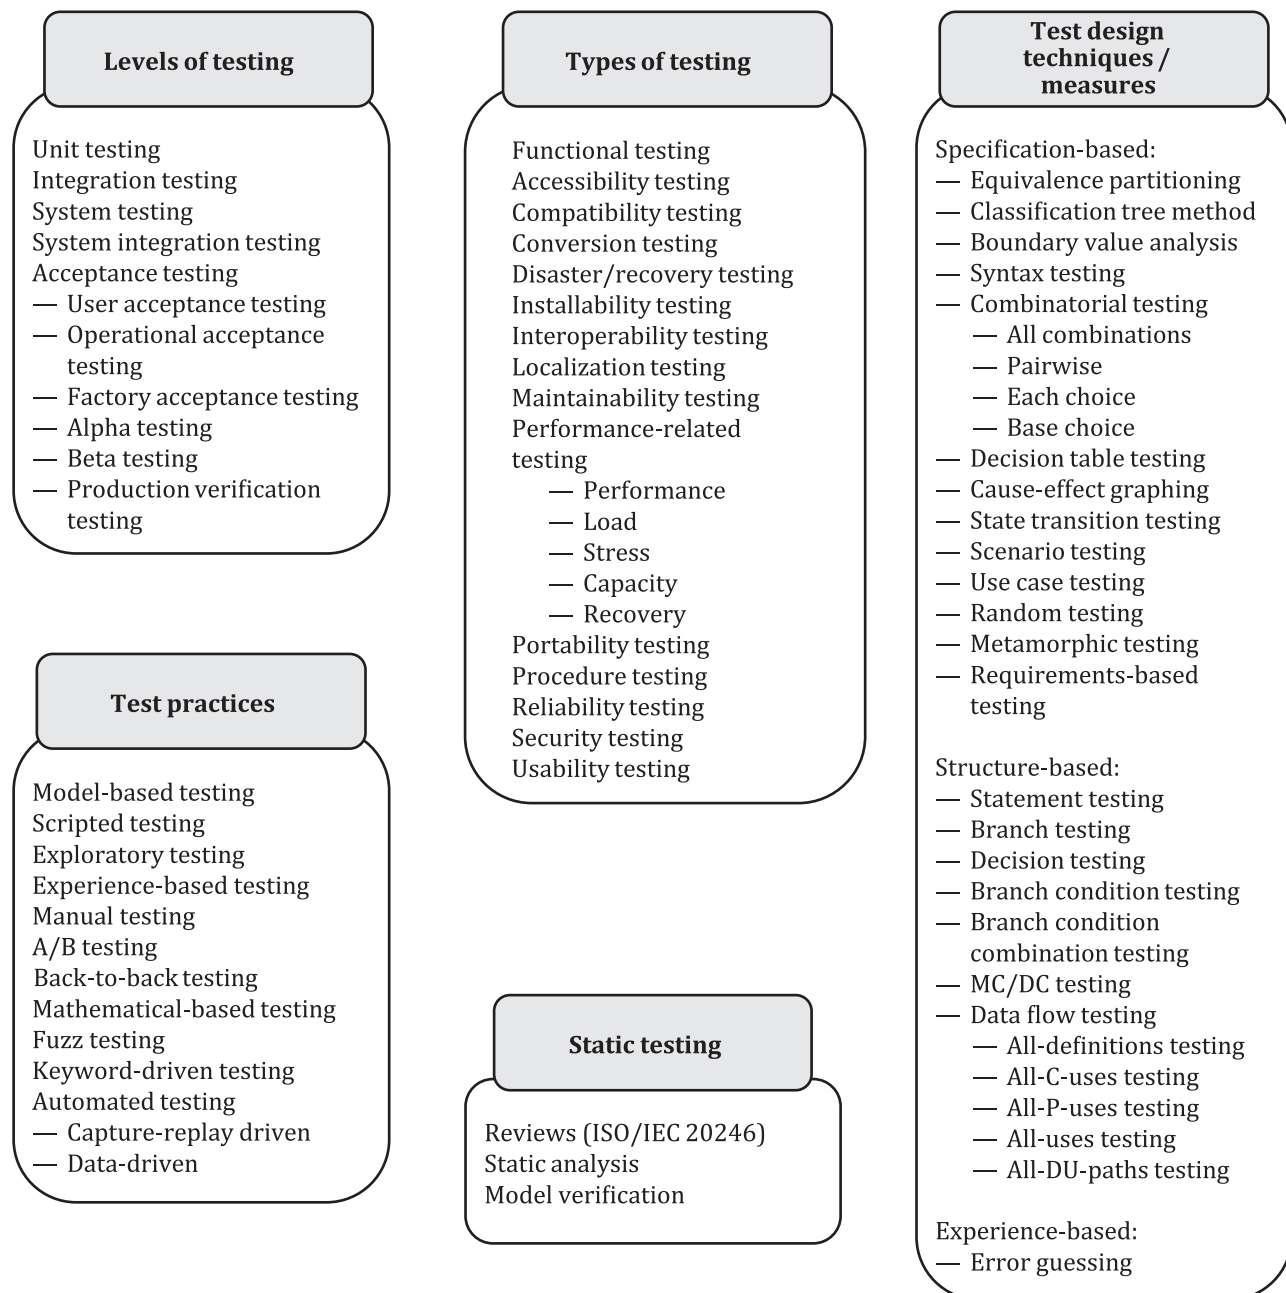 Levels of testing
Unit testing
Integration testing
System testing
System integration testing
Acceptance testing
— User acceptance testing
— Operational acceptance
testing
— Factory acceptance testing
— Alpha testing
— Beta testing
— Production verification
testing
Test practices
Model-based testing
Scripted testing
Exploratory testing
Experience-based testing
Manual testing
A/B testing
Back-to-back testing
Mathematical-based testing
Fuzz testing
Keyword-driven testing
Automated testing
— Capture-replay driven
— Data-driven
Types of testing
Functional testing
Accessibility testing
Compatibility testing
Conversion testing
Disaster/recovery testing
Installability testing
Interoperability testing
Localization testing
Maintainability testing
Performance-related
testing
— Performance
— Load
— Stress
— Capacity
— Recovery
Portability testing
Procedure testing
Reliability testing
Security testing
Usability testing
Static testing
Reviews (ISO/IEC 20246)
Static analysis
Model verification
Test design
techniques /
measures
Specification-based:
— Equivalence partitioning
— Classification tree method
— Boundary value analysis
— Syntax testing
— Combinatorial testing
— All combinations
— Pairwise
— Each choice
— Base choice
— Decision table testing
— Cause-effect graphing
— State transition testing
— Scenario testing
— Use case testing
— Random testing
— Metamorphic testing
— Requirements-based
testing
Structure-based:
— Statement testing
— Branch testing
— Decision testing
— Branch condition testing
— Branch condition
combination testing
— MC/DC testing
— Data flow testing
— All-definitions testing
— All-C-uses testing
— All-P-uses testing
— All-uses testing
— All-DU-paths testing
Experience-based:
— Error guessing